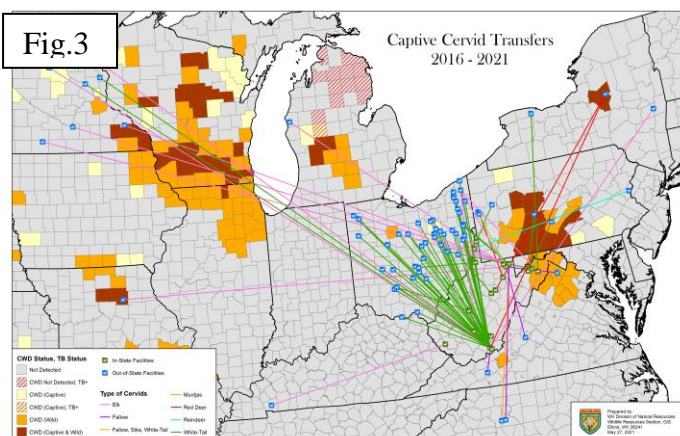 Fig.3
Captive Cervid Transfers
2016 - 2021
CWD Status, TB Status
Not Detected
CWD Not Detected, TB+
CWD (Captive)
CWD (Captive), TB+
CWD (Wild)
CWD (Captive & Wild)
In-State Facilities
Out-of-State Facilities
Type of Cervids
Elk
Fallow
Fallow, Sika, White-Tail
Muntjac
Red Deer
Reindeer
White-Tail
Prepared by:
WV Division of Natural Resources
Wildlife Resources Section, GIS
Elkins, WV 26241
May 27, 2021